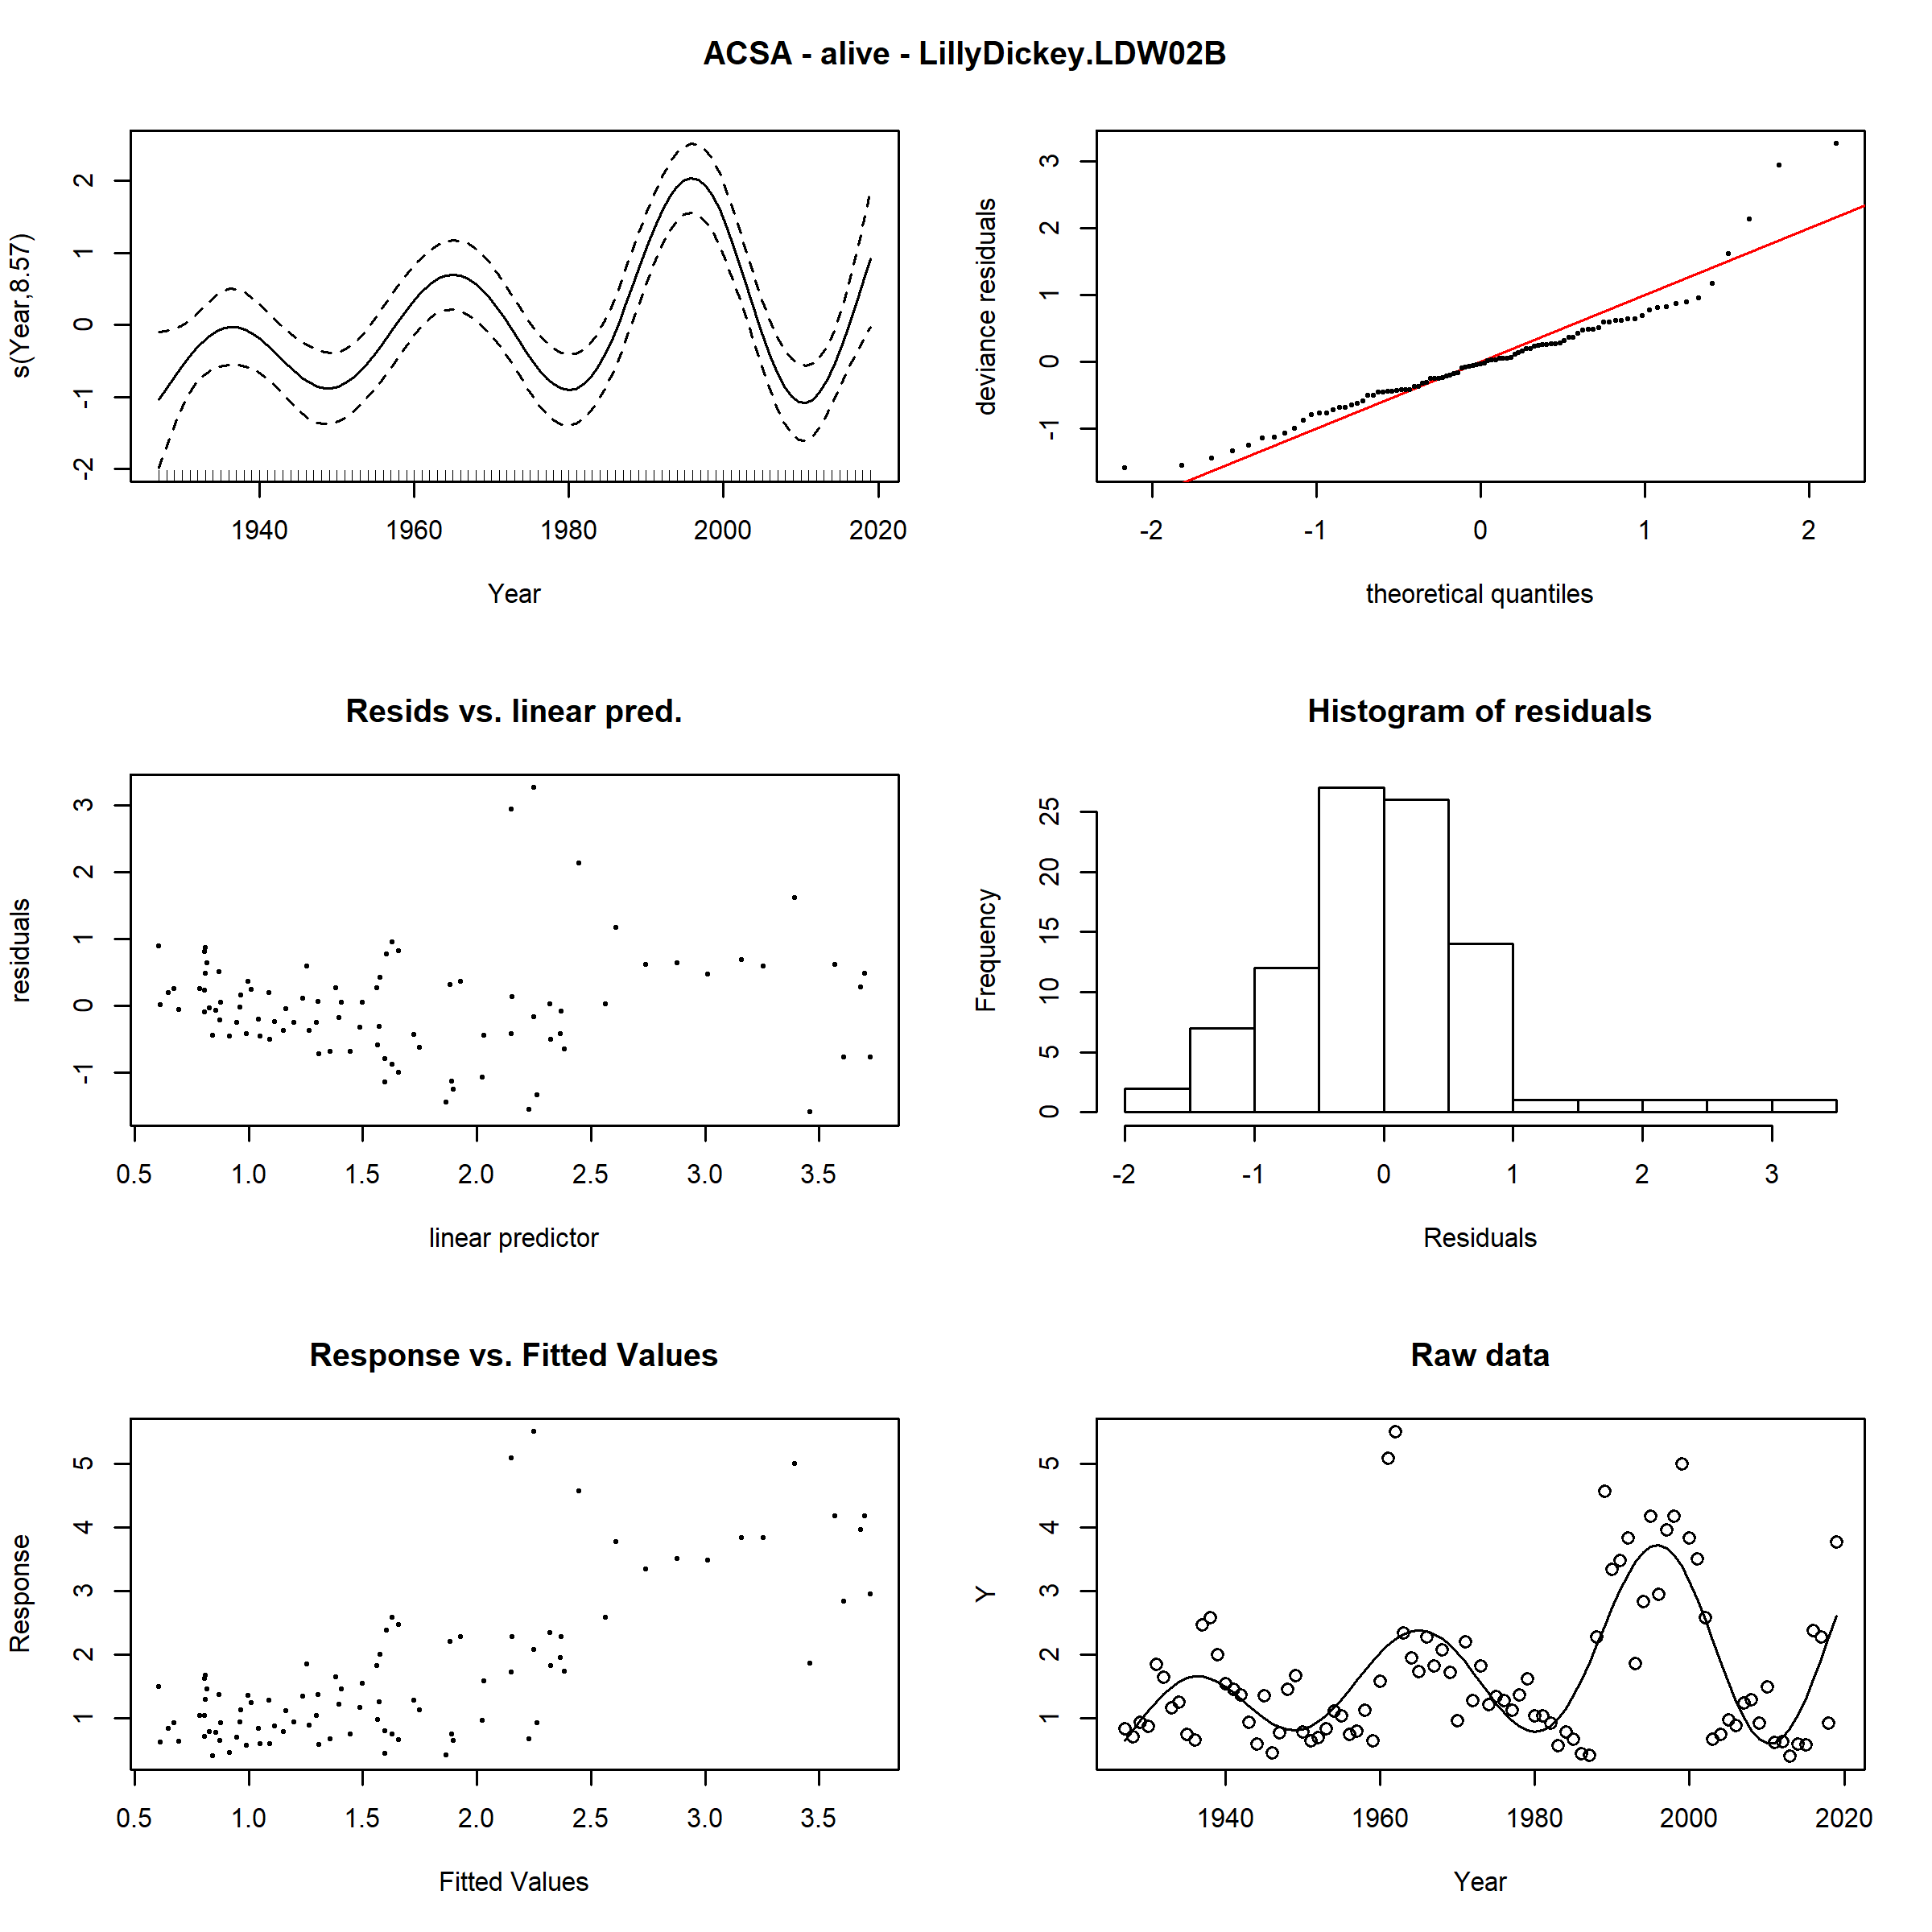 ACSA - alive - LillyDickey.LDW02B
s(Year,8.57)
2
1
0
-1
-2
1940 1960 1980 2000 2020
Year
deviance residuals
3
2
1
0
-1
-2 -1 0 1 2
theoretical quantiles
Resids vs. linear pred.
residuals
3
2
1
0
-1
0.5 1.0 1.5 2.0 2.5 3.0 3.5
linear predictor
Histogram of residuals
Frequency
25
20
15
10
5
0
-2 -1 0 1 2 3
Residuals
Response vs. Fitted Values
Response
5
4
3
2
1
0.5 1.0 1.5 2.0 2.5 3.0 3.5
Fitted Values
Raw data
Y
5
4
3
2
1
1940 1960 1980 2000 2020
Year